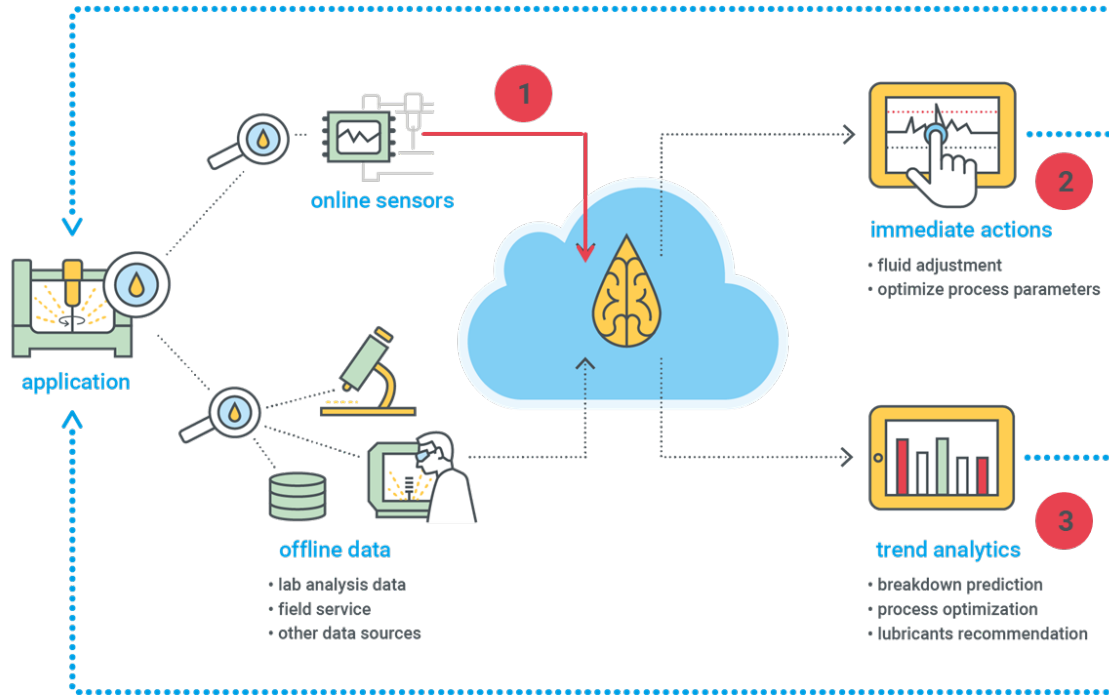 1
online sensors
2
immediate actions
• fluid adjustment
• optimize process parameters
application
3
offline data
• lab analysis data
• field service
• other data sources
trend analytics
• breakdown prediction
• process optimization
• lubricants recommendation